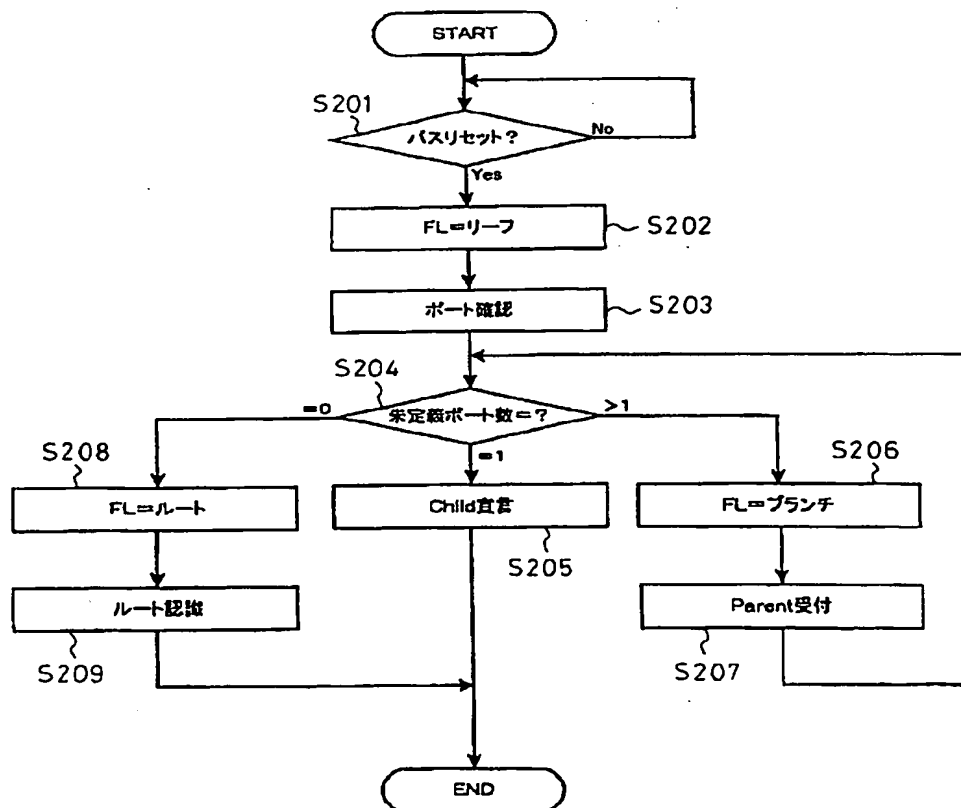 START
S201
バスリセット?
No
Yes
FL=リーフ
S202
ポート確認
S203
S204
=0
未定義ポート数=?
>1
=1
S208
S206
FL=ルート
Child宣言
FL=ブランチ
S205
ルート認識
Parent受付
S209
S207
END